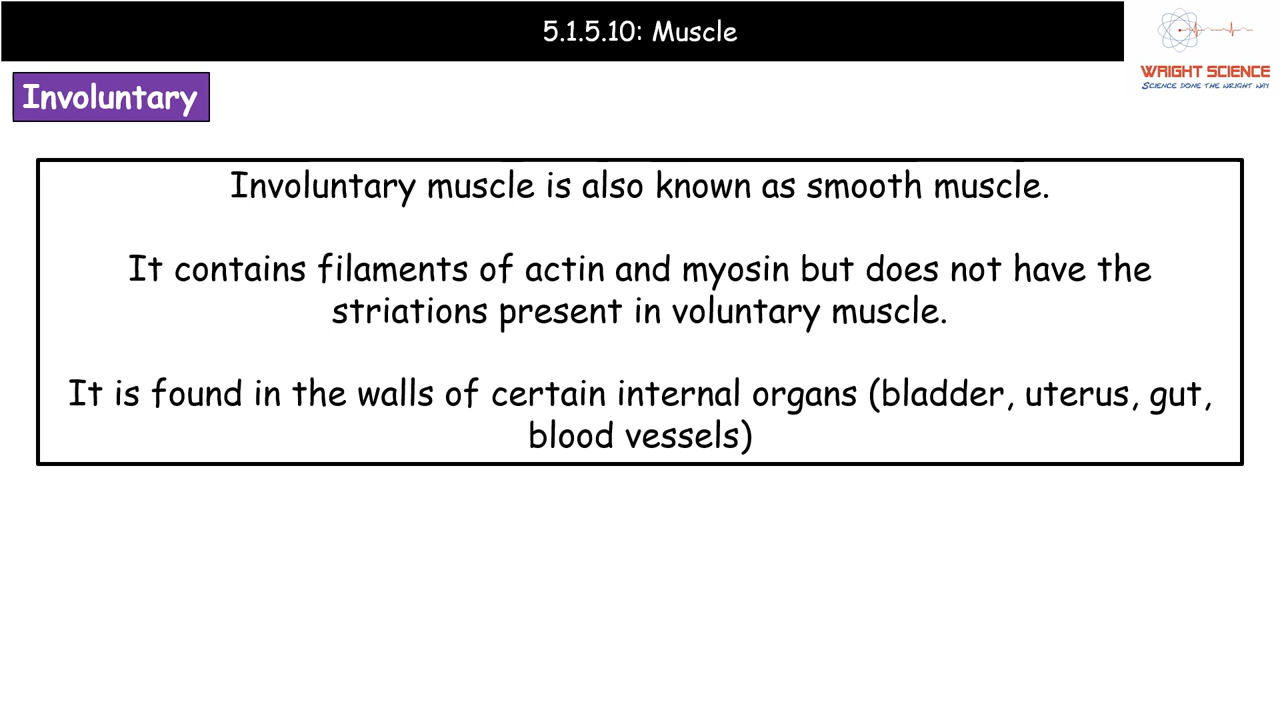 5.1.5.10: Muscle
WRIGHT SCIENCE
SCIENCE DONE THE WRIGHT WAY
Involuntary
Involuntary muscle is also known as smooth muscle.
It contains filaments of actin and myosin but does not have the
striations present in voluntary muscle.
It is found in the walls of certain internal organs (bladder, uterus, gut,
blood vessels)